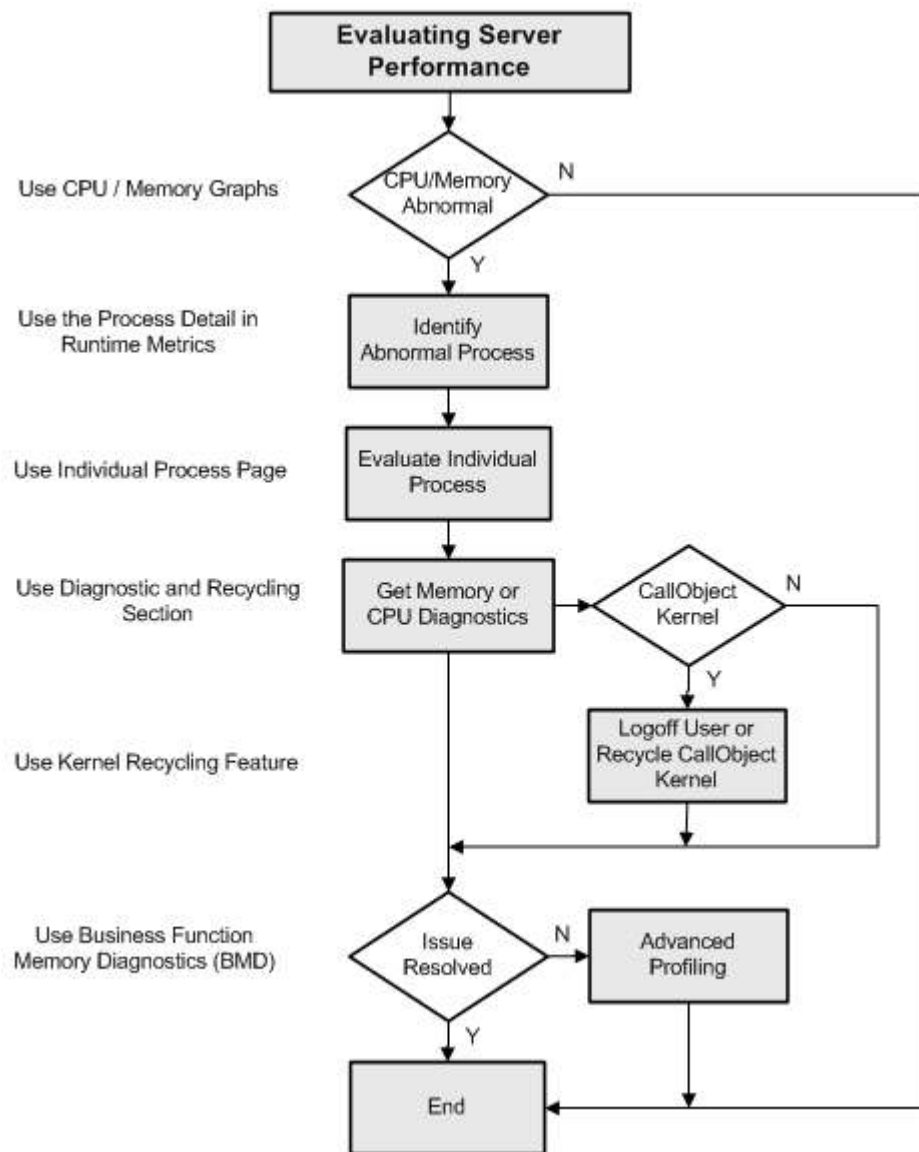 Evaluating Server
Performance
Use CPU / Memory Graphs
CPU/Memory
Abnormal
N
Y
Use the Process Detail in
Runtime Metrics
Identify
Abnormal Process
Use Individual Process Page
Evaluate Individual
Process
Use Diagnostic and Recycling
Section
Get Memory or
CPU Diagnostics
CallObject
Kernel
N
Y
Use Kernel Recycling Feature
Logoff User or
Recycle CallObject
Kernel
Use Business Function
Memory Diagnostics (BMD)
Issue
Resolved
N
Advanced
Profiling
Y
End